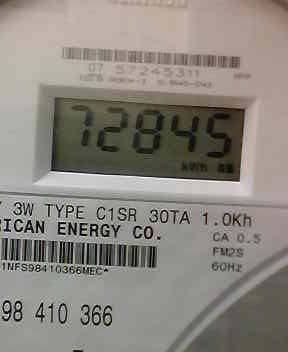 07 57245311
72845
kWh
3W TYPE C1SR 30TA 1.0Kh
RICAN ENERGY CO.
CA 0.5
FM2S
60Hz
1NFS98410366MEC*
98 410 366